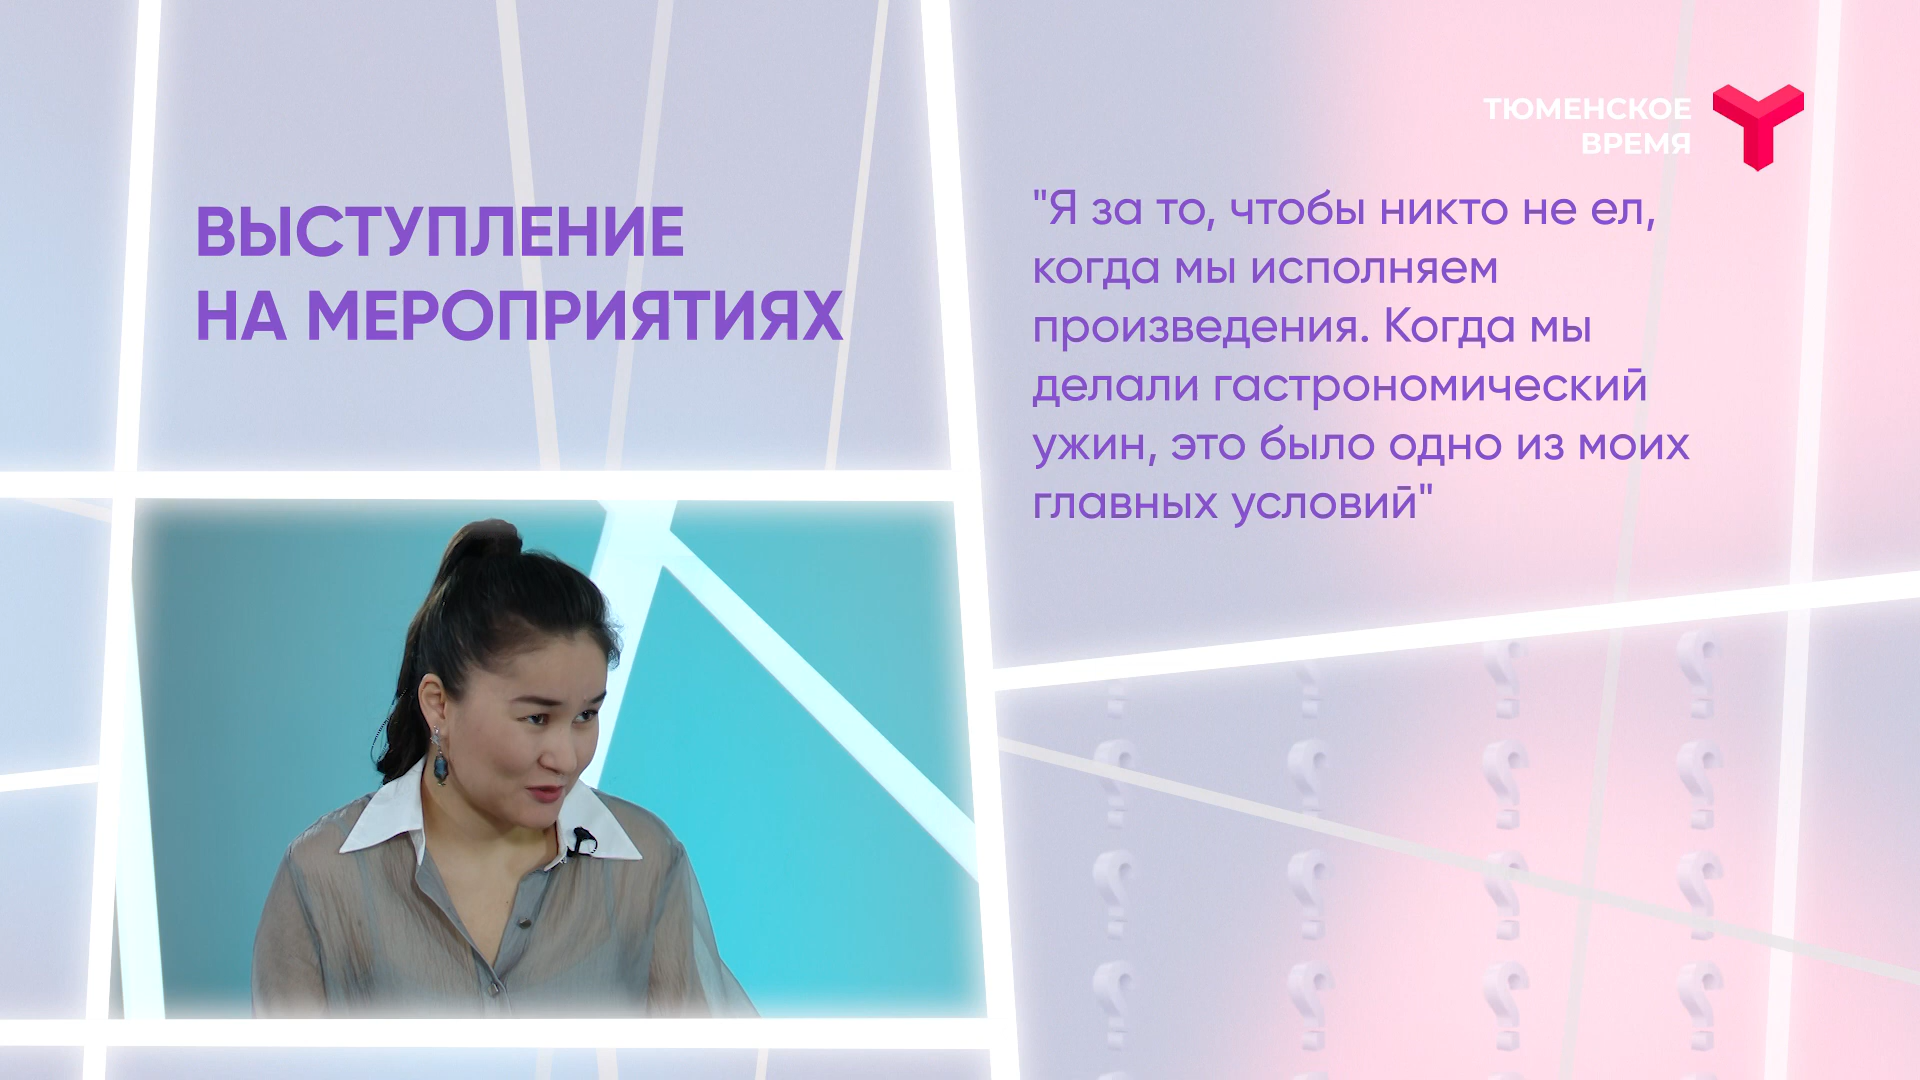 ТЮМЕНСКОЕ
ВРЕМЯ
ВЫСТУПЛЕНИЕ
НА МЕРОПРИЯТИЯХ
"Я за то, чтобы никто не ел,
когда мы исполняем
произведения. Когда мы
делали гастрономический
ужин, это было одно из моих
главных условий"